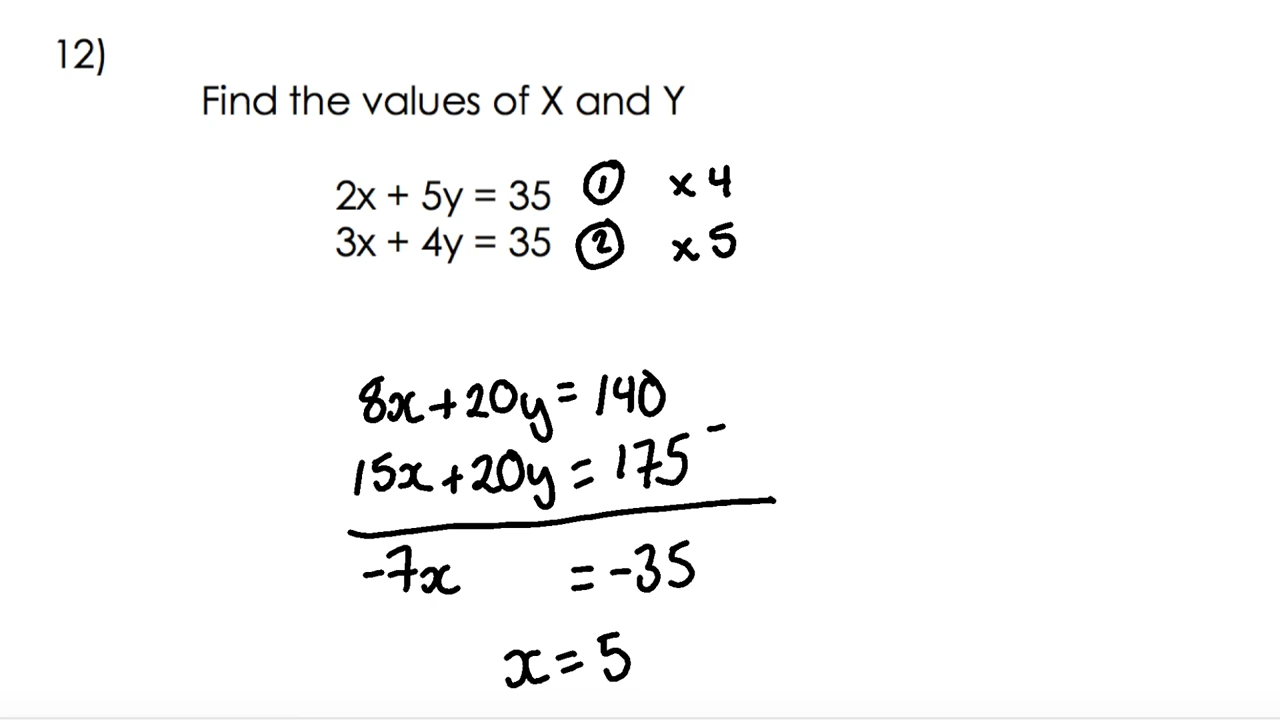 12)
Find the values of X and Y
2x + 5y = 35 ① x 4
3x + 4y = 35 ② x 5
8x+20y=140
15x+20y=175 -
-7x =-35
x=5